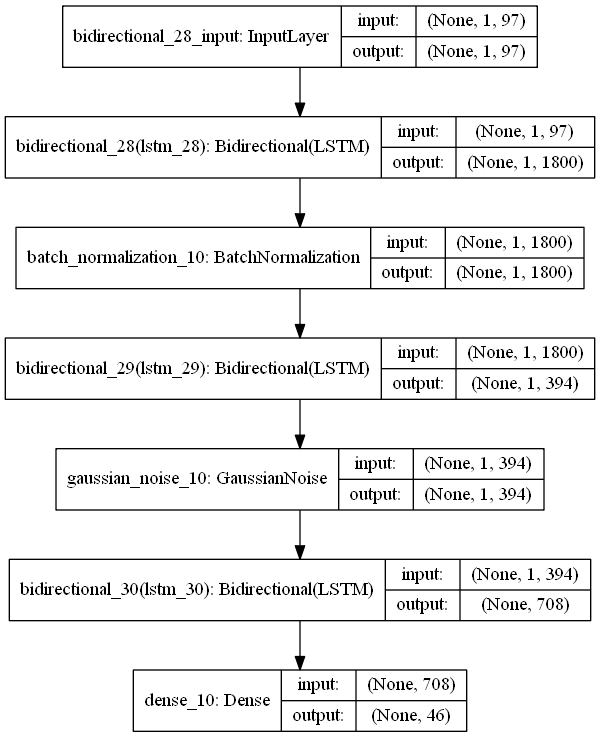 bidirectional_28_input: InputLayer
input: (None, 1, 97)
output: (None, 1, 97)
bidirectional_28(lstm_28): Bidirectional(LSTM)
input: (None, 1, 97)
output: (None, 1, 1800)
batch_normalization_10: BatchNormalization
input: (None, 1, 1800)
output: (None, 1, 1800)
bidirectional_29(lstm_29): Bidirectional(LSTM)
input: (None, 1, 1800)
output: (None, 1, 394)
gaussian_noise_10: GaussianNoise
input: (None, 1, 394)
output: (None, 1, 394)
bidirectional_30(lstm_30): Bidirectional(LSTM)
input: (None, 1, 394)
output: (None, 708)
dense_10: Dense
input: (None, 708)
output: (None, 46)